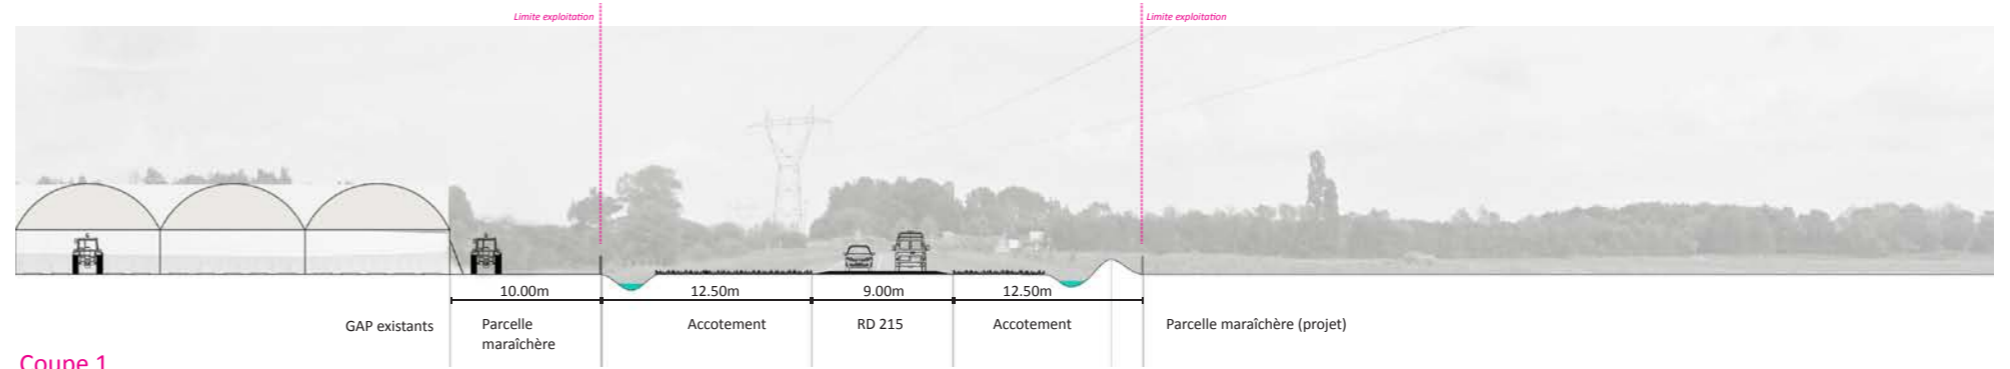 Limite exploitation
Limite exploitation
10.00m
12.50m
9.00m
12.50m
GAP existants
Parcelle
maraîchère
Accotement
RD 215
Accotement
Parcelle maraîchère (projet)
Coupe 1